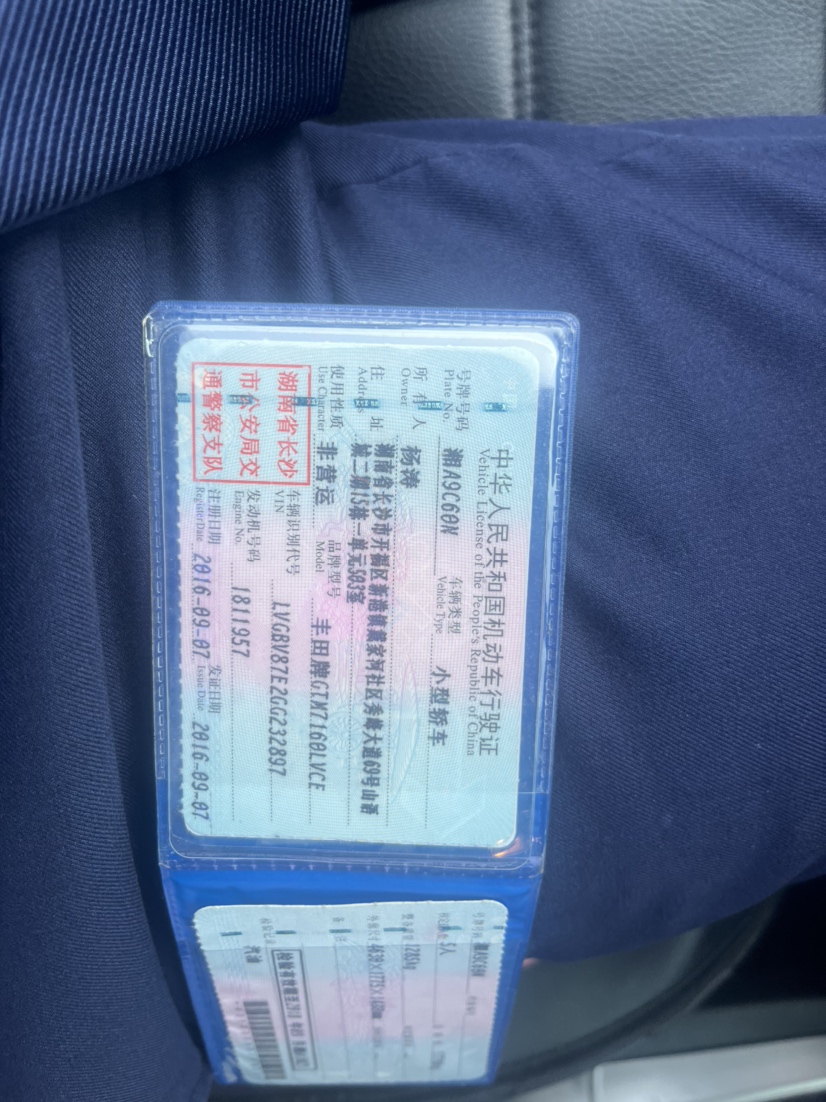 中华人民共和国机动车行驶证
Vehicle License of the People's Republic of China
号牌号码 湘A9C60N 车辆类型 小型轿车
Plate No. Vehicle Type
所有人 杨涛
Owner
住址 湖南省长沙市开福区新港镇戴家河社区秀峰大道69号山语
Address 城二期15栋一单元503室
使用性质 非营运 品牌型号 丰田牌GTM7160LVCE
Use Character Model
湖南省长沙
市公安局交
通警察支队
车辆识别代号 LVGBV87E2GG232897
VIN
发动机号码 1811957
Engine No.
注册日期 2016-09-07 发证日期 2016-09-07
Register Date Issue Date
5人
汽油